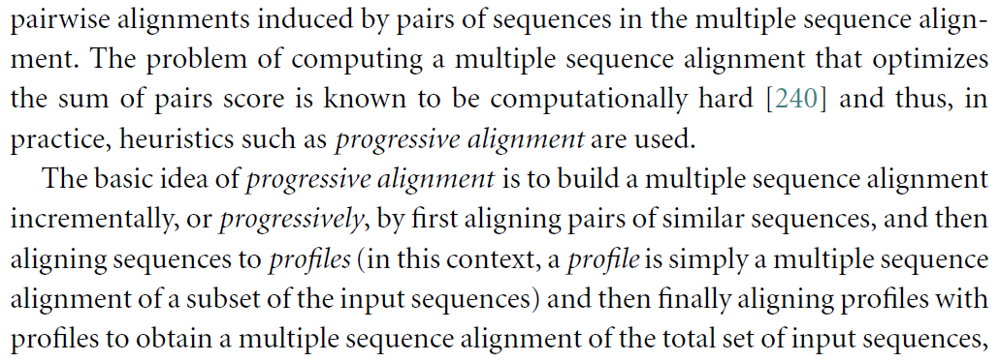 pairwise alignments induced by pairs of sequences in the multiple sequence align-
ment. The problem of computing a multiple sequence alignment that optimizes
the sum of pairs score is known to be computationally hard [240] and thus, in
practice, heuristics such as progressive alignment are used.
The basic idea of progressive alignment is to build a multiple sequence alignment
incrementally, or progressively, by first aligning pairs of similar sequences, and then
aligning sequences to profiles (in this context, a profile is simply a multiple sequence
alignment of a subset of the input sequences) and then finally aligning profiles with
profiles to obtain a multiple sequence alignment of the total set of input sequences,